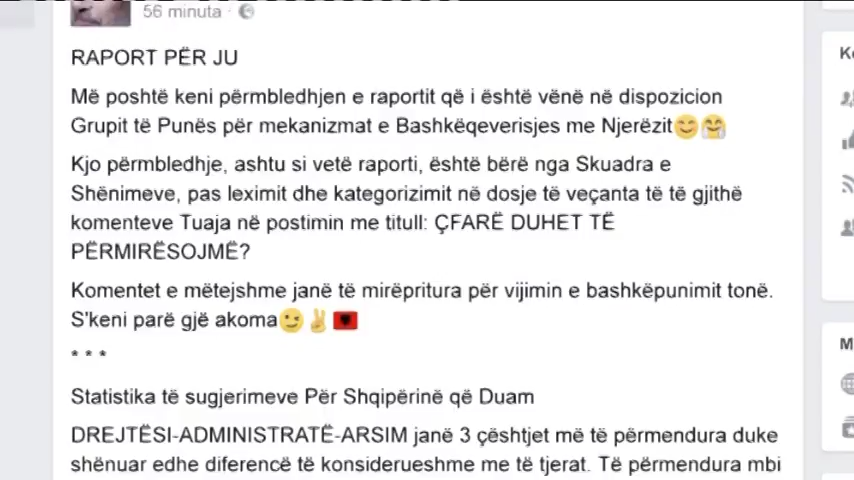 56 minuta ·
RAPORT PËR JU
Më poshtë keni përmbledhjen e raportit që i është vënë në dispozicion
Grupit të Punës për mekanizmat e Bashkëqeverisjes me Njerëzit😊🤗
Kjo përmbledhje, ashtu si vetë raporti, është bërë nga Skuadra e
Shënimeve, pas leximit dhe kategorizimit në dosje të veçanta të të gjithë
komenteve Tuaja në postimin me titull: ÇFARË DUHET TË
PËRMIRËSOJMË?
Komentet e mëtejshme janë të mirëpritura për vijimin e bashkëpunimit tonë.
S'keni parë gjë akoma😉✌🇦🇱
* * *
Statistika të sugjerimeve Për Shqipërinë që Duam
DREJTËSI-ADMINISTRATË-ARSIM janë 3 çështjet më të përmendura duke
shënuar edhe diferencë të konsiderueshme me të tjerat. Të përmendura mbi